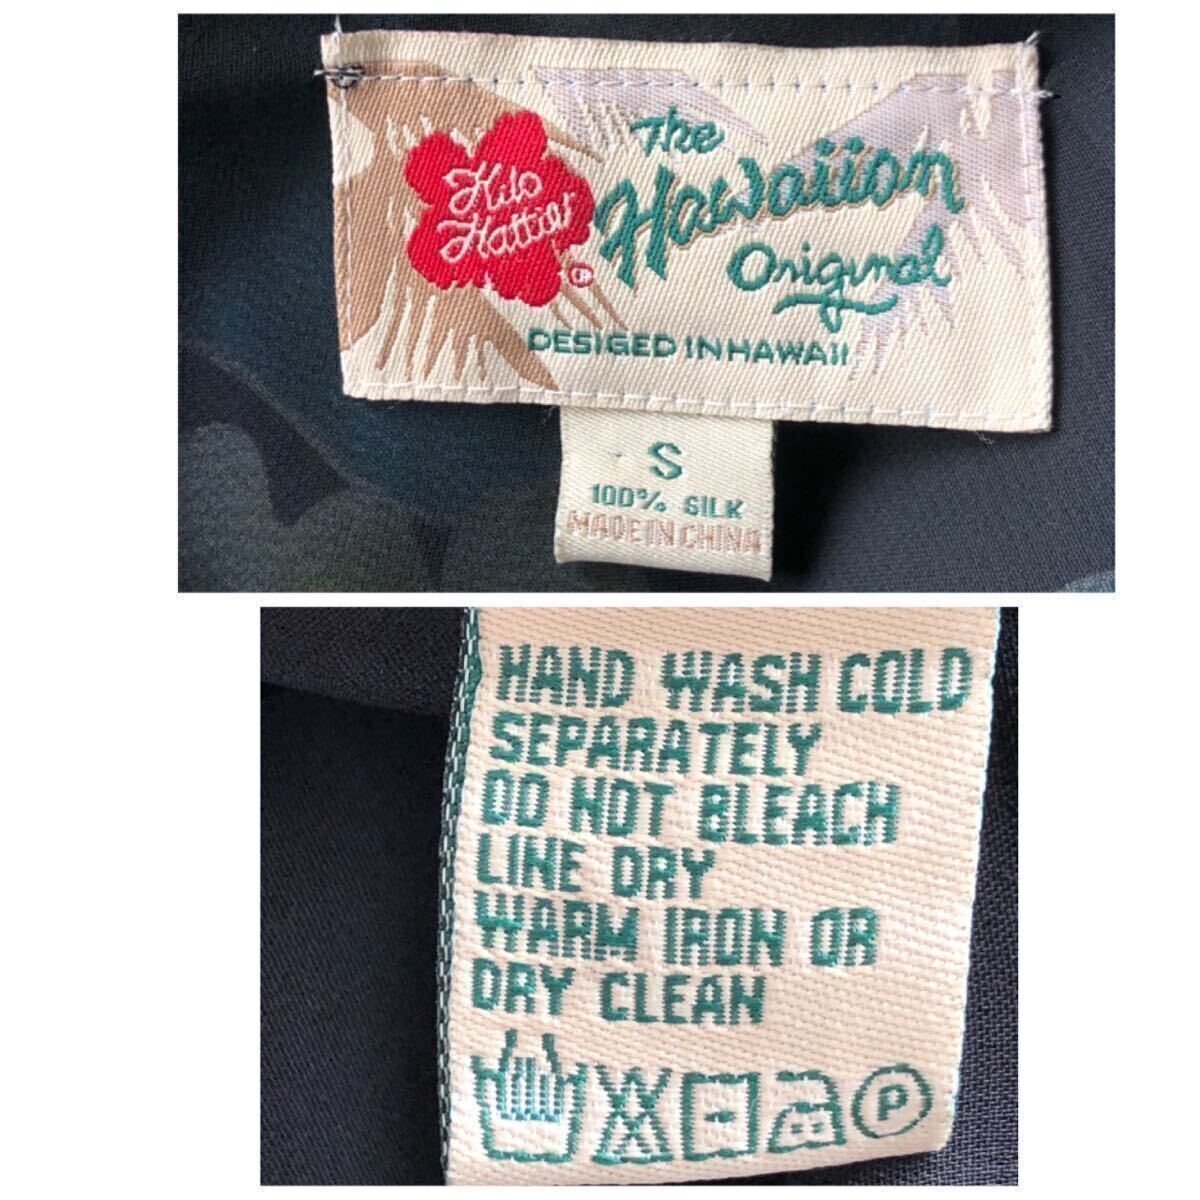 The
Hilo
Hattie
Hawaiian
Original
®
DESIGED IN HAWAII
S
100% SILK
MADE IN CHINA
HAND WASH COLD
SEPARATELY
DO NOT BLEACH
LINE DRY
WARM IRON OR
DRY CLEAN
P